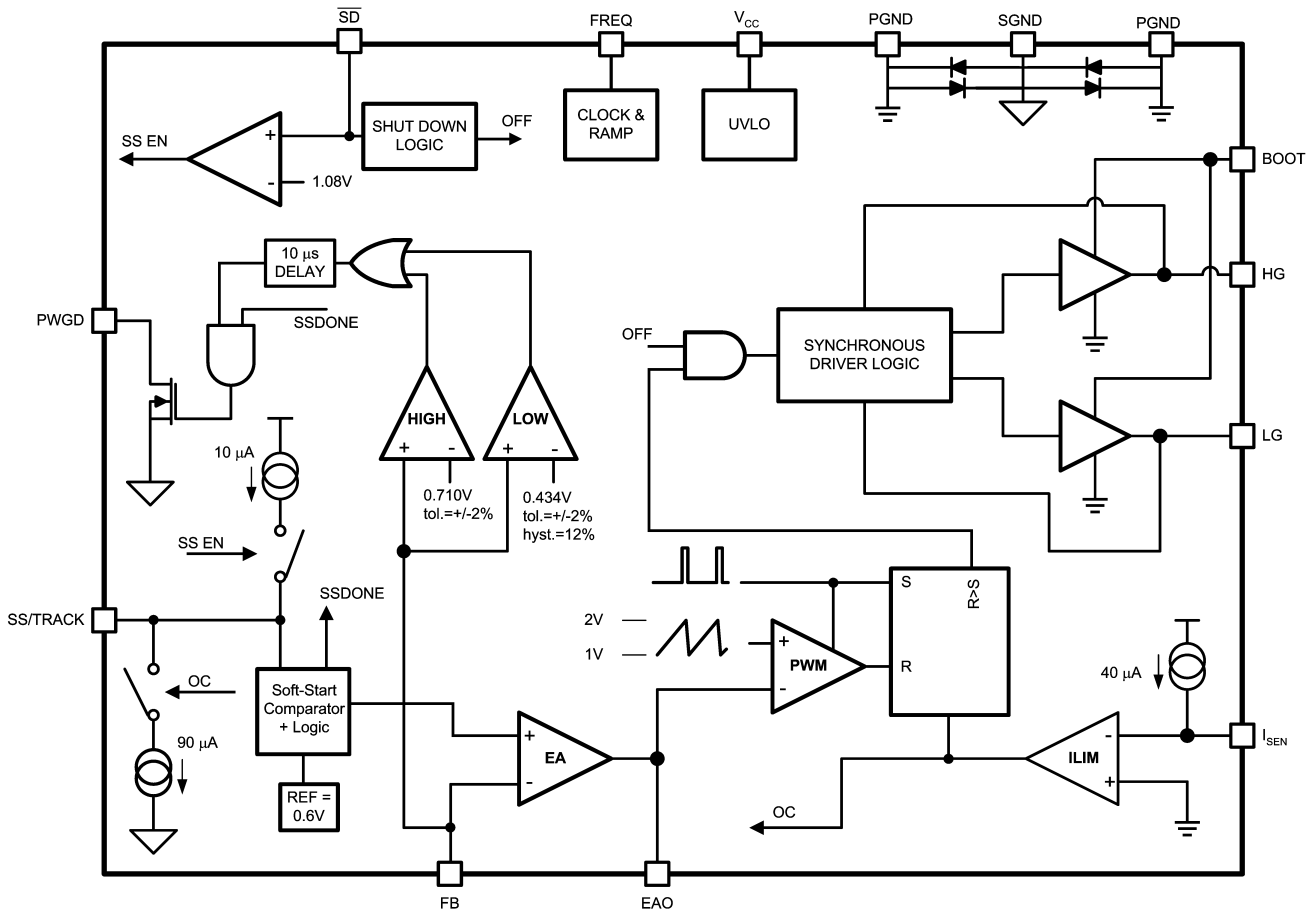 SD
FREQ
VCC
PGND
SGND
PGND
SHUT DOWN
LOGIC
OFF
CLOCK &
RAMP
UVLO
SS EN
+
-
1.08V
BOOT
10 μs
DELAY
HG
PWGD
SSDONE
OFF
SYNCHRONOUS
DRIVER LOGIC
HIGH
LOW
+
-
+
-
LG
10 μA
0.710V
tol.=+/-2%
0.434V
tol.=+/-2%
hyst.=12%
SS EN
SSDONE
S
R>S
SS/TRACK
2V
1V
+
PWM
-
R
OC
Soft-Start
Comparator
+ Logic
40 μA
90 μA
+
EA
-
-
ILIM
+
ISEN
REF =
0.6V
OC
FB
EAO